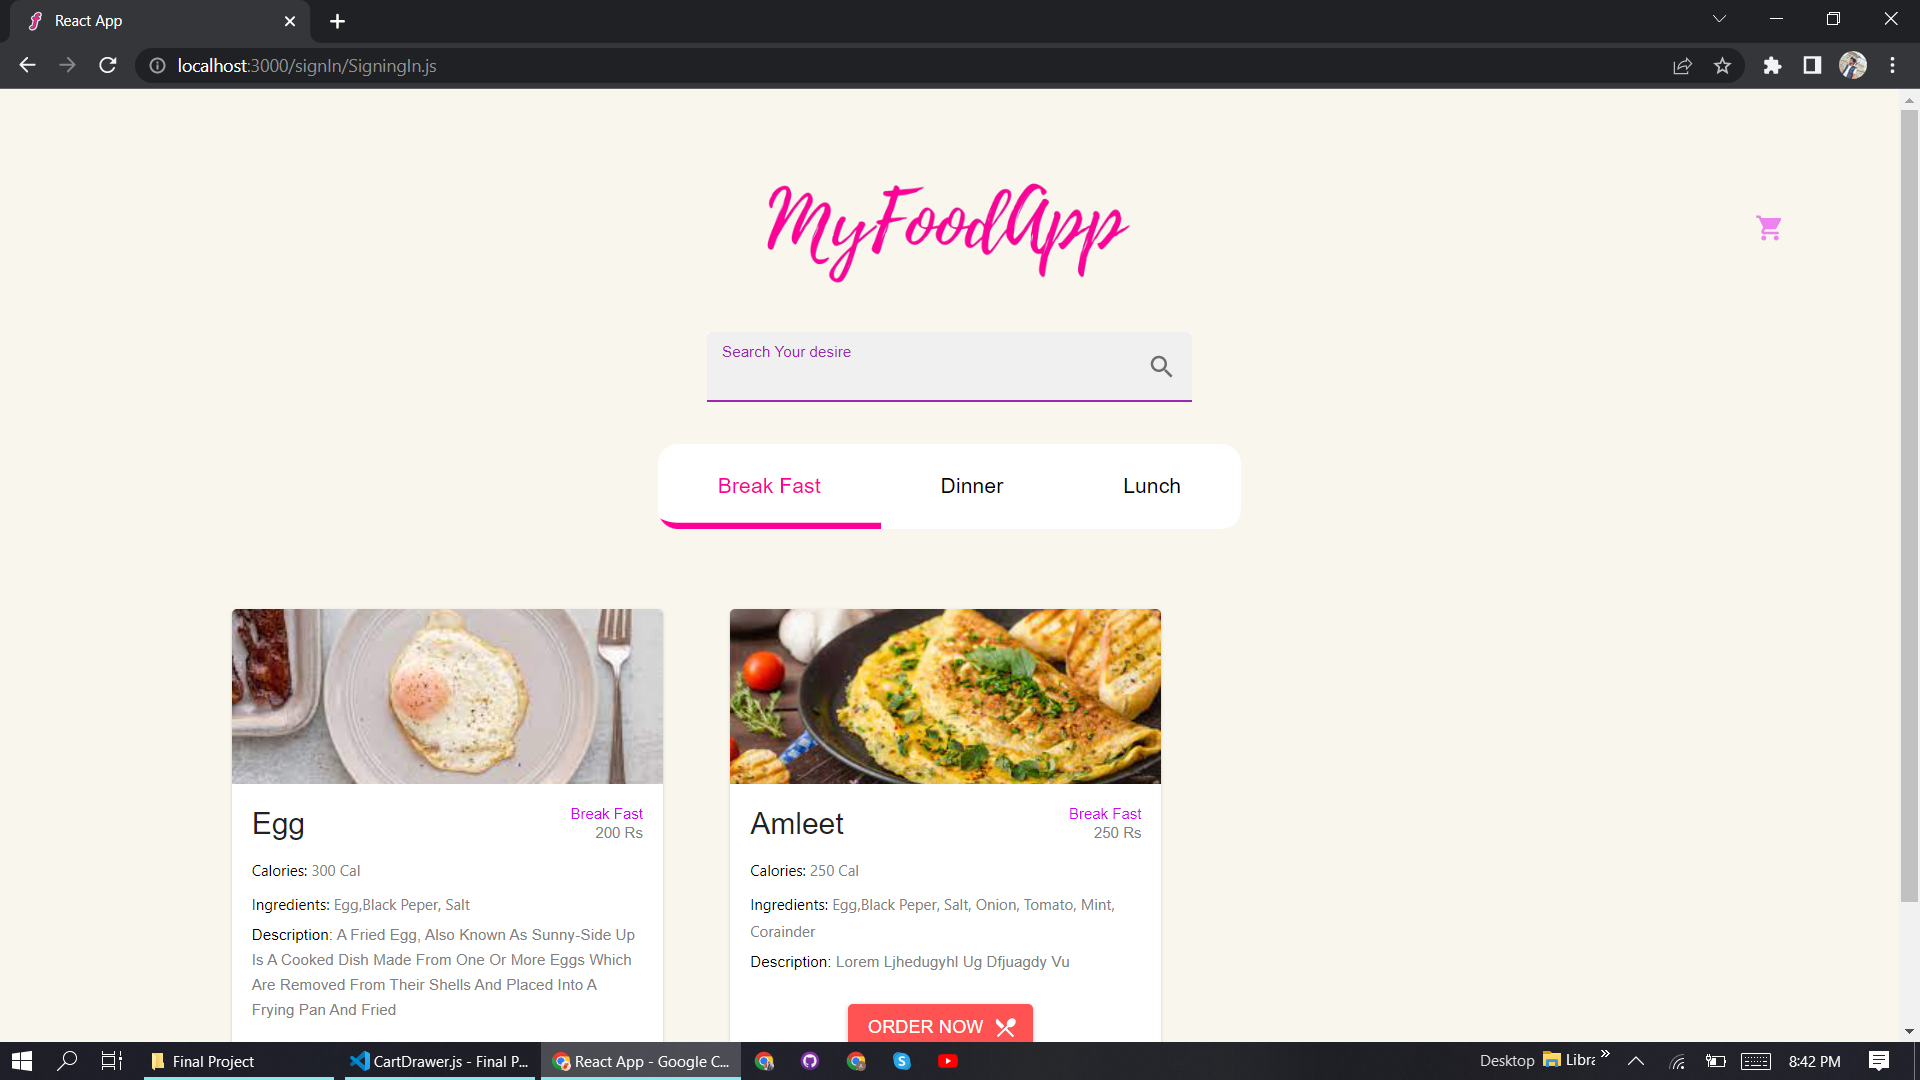 React App
localhost:3000/signIn/SigningIn.js
MyFoodApp
Search Your desire
Break Fast
Dinner
Lunch
Egg
Break Fast
200 Rs
Calories: 300 Cal
Ingredients: Egg,Black Peper, Salt
Description: A Fried Egg, Also Known As Sunny-Side Up
Is A Cooked Dish Made From One Or More Eggs Which
Are Removed From Their Shells And Placed Into A
Frying Pan And Fried
Amleet
Break Fast
250 Rs
Calories: 250 Cal
Ingredients: Egg,Black Peper, Salt, Onion, Tomato, Mint,
Corainder
Description: Lorem Ljhedugyhl Ug Dfjuagdy Vu
ORDER NOW
Final Project
CartDrawer.js - Final P...
React App - Google C...
Desktop
Libra
8:42 PM